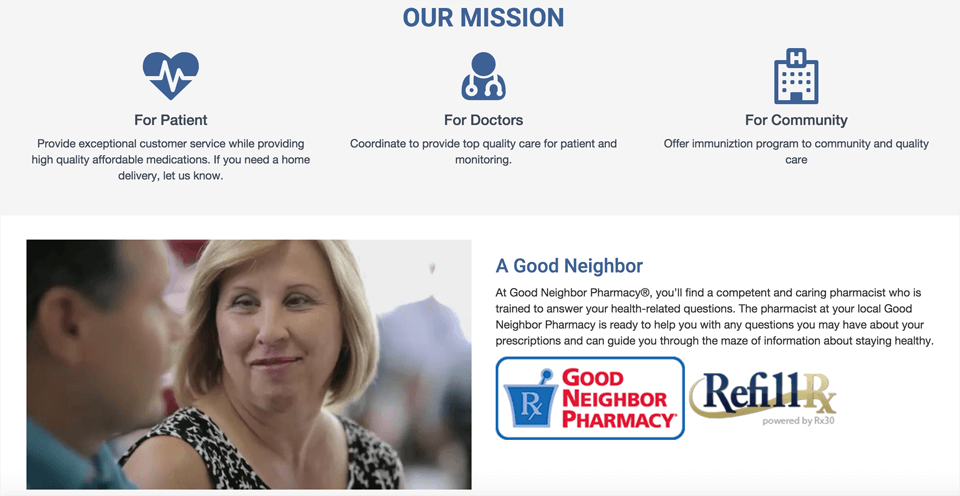 OUR MISSION
For Patient
Provide exceptional customer service while providing
high quality affordable medications. If you need a home
delivery, let us know.
For Doctors
Coordinate to provide top quality care for patient and
monitoring.
For Community
Offer immuniztion program to community and quality
care
A Good Neighbor
At Good Neighbor Pharmacy®, you'll find a competent and caring pharmacist who is
trained to answer your health-related questions. The pharmacist at your local Good
Neighbor Pharmacy is ready to help you with any questions you may have about your
prescriptions and can guide you through the maze of information about staying healthy.
Rx
GOOD
NEIGHBOR
PHARMACY
RefillRx
powered by Rx30